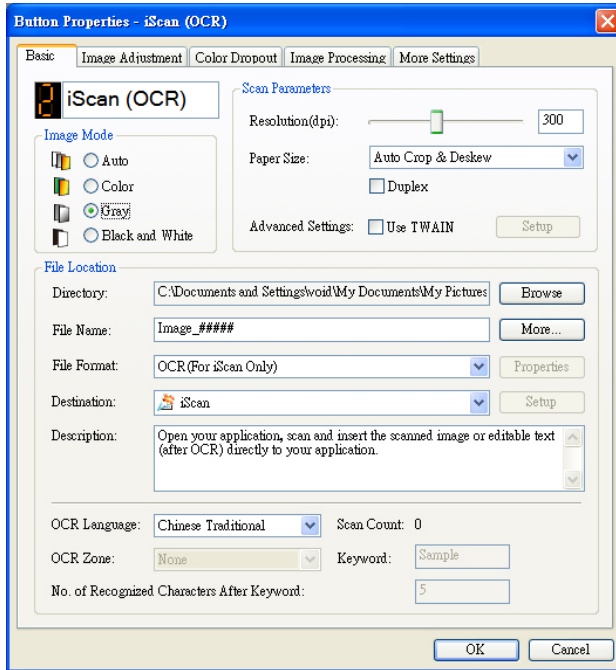 Button Properties - iScan (OCR)
Basic Image Adjustment Color Dropout Image Processing More Settings
2 iScan (OCR)
Image Mode
Auto
Color
Gray
Black and White
Scan Parameters
Resolution(dpi): 300
Paper Size: Auto Crop & Deskew
Duplex
Advanced Settings: Use TWAIN Setup
File Location
Directory: C:\Documents and Settings\void\My Documents\My Pictures Browse
File Name: Image_##### More...
File Format: OCR(For iScan Only) Properties
Destination: iScan Setup
Description: Open your application, scan and insert the scanned image or editable text
(after OCR) directly to your application.
OCR Language: Chinese Traditional Scan Count: 0
OCR Zone: None Keyword: Sample
No. of Recognized Characters After Keyword: 5
OK Cancel